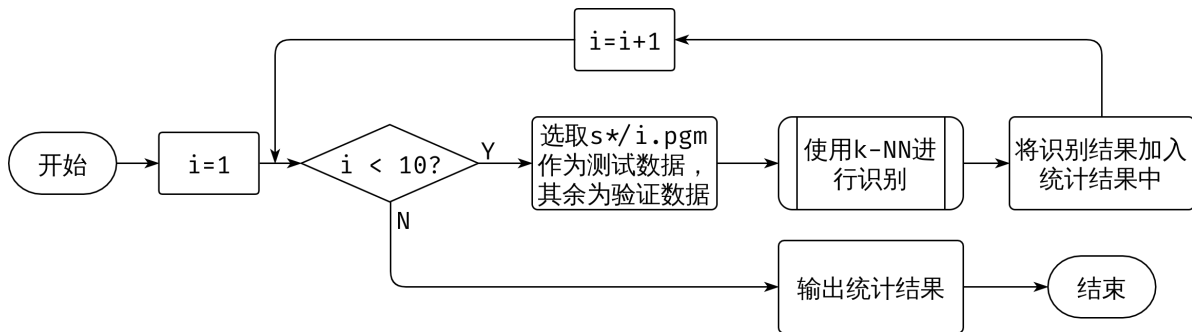 i=i+1
开始
i=1
i < 10?
Y
选取s*/i.pgm
作为测试数据，
其余为验证数据
使用k-NN进
行识别
将识别结果加入
统计结果中
N
输出统计结果
结束